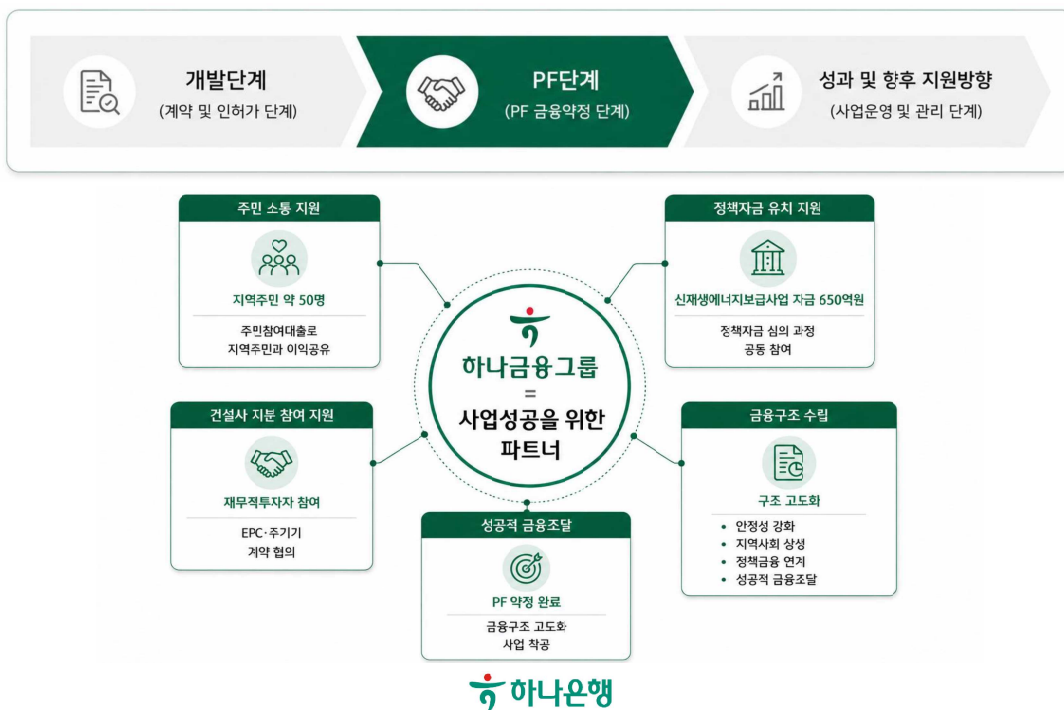 개발단계
(계약 및 인허가 단계)
PF단계
(PF 금융약정 단계)
성과 및 향후 지원방향
(사업운영 및 관리 단계)
주민 소통 지원
지역주민 약 50명
주민참여대출로
지역주민과 이익공유
정책자금 유치 지원
신재생에너지보급사업 자금 650억원
정책자금 심의 과정
공동 참여
하나금융그룹
=
사업성공을 위한
파트너
건설사 지분 참여 지원
재무적투자자 참여
EPC·주기기
계약 협의
금융구조 수립
구조 고도화
• 안정성 강화
• 지역사회 상생
• 정책금융 연계
• 성공적 금융조달
성공적 금융조달
PF 약정 완료
금융구조 고도화
사업 착공
하나은행